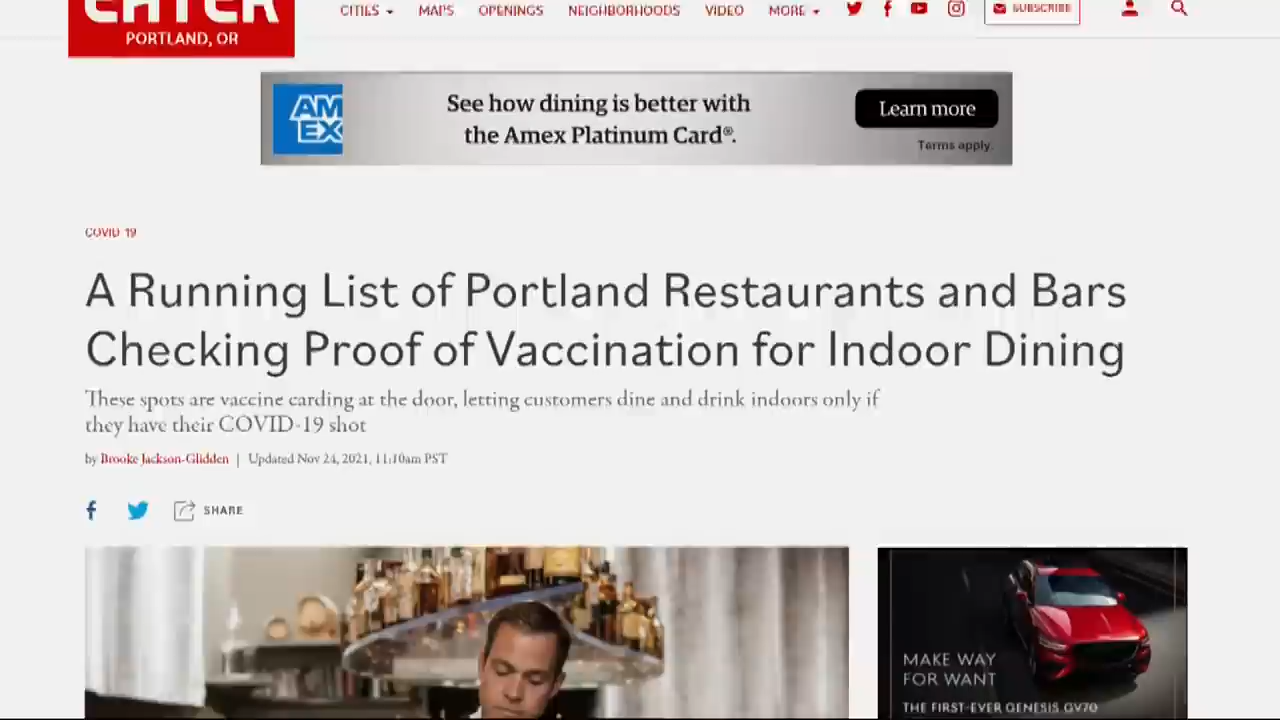 EATER
PORTLAND, OR
CITIES
MAPS
OPENINGS
NEIGHBORHOODS
VIDEO
MORE
SUBSCRIBE
AM
EX
See how dining is better with
the Amex Platinum Card®.
Learn more
Terms apply.
COVID 19
A Running List of Portland Restaurants and Bars
Checking Proof of Vaccination for Indoor Dining
These spots are vaccine carding at the door, letting customers dine and drink indoors only if
they have their COVID-19 shot
by Brooke Jackson-Glidden | Updated Nov 24, 2021, 11:10am PST
SHARE
MAKE WAY
FOR WANT
THE FIRST-EVER GENESIS GV70